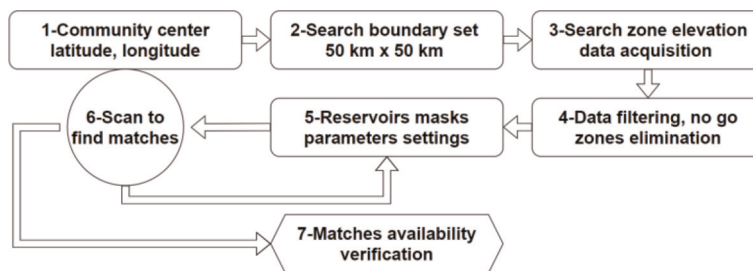 1-Community center
latitude, longitude
2-Search boundary set
50 km x 50 km
3-Search zone elevation
data acquisition
4-Data filtering, no go
zones elimination
5-Reservoirs masks
parameters settings
6-Scan to
find matches
7-Matches availability
verification